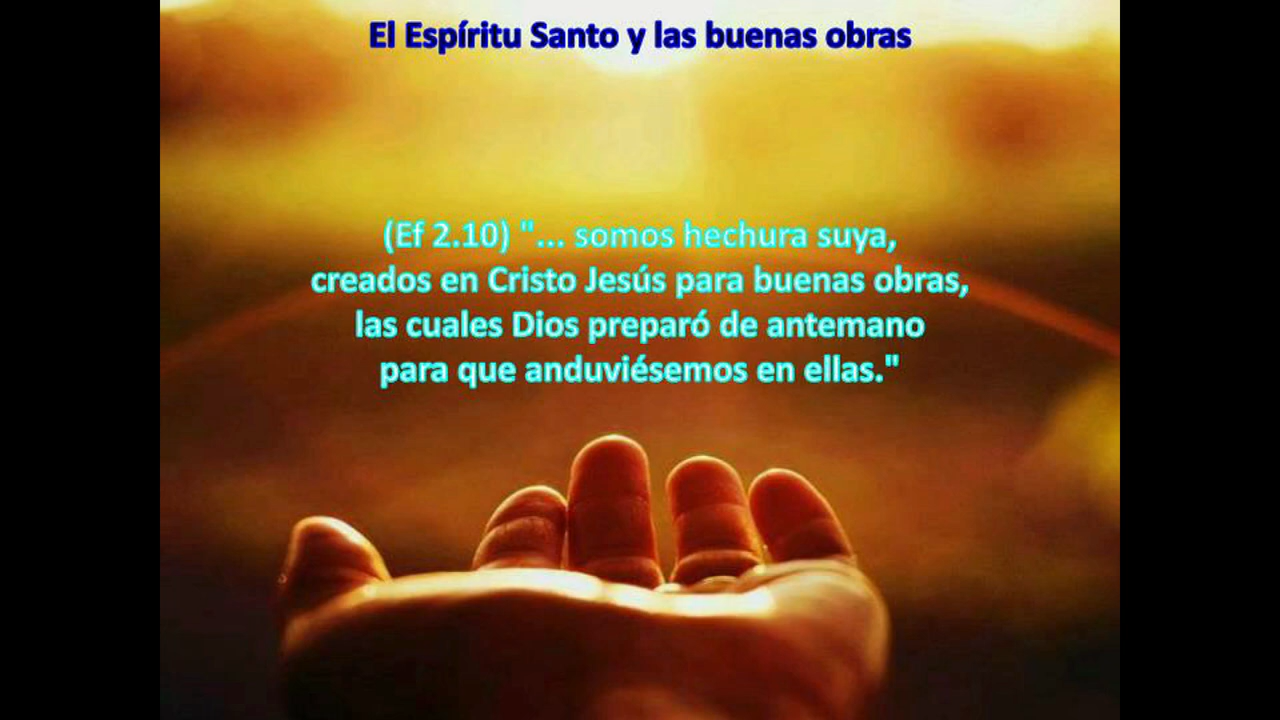 El Espíritu Santo y las buenas obras
(Ef 2.10) "... somos hechura suya,
creados en Cristo Jesús para buenas obras,
las cuales Dios preparó de antemano
para que anduviésemos en ellas."